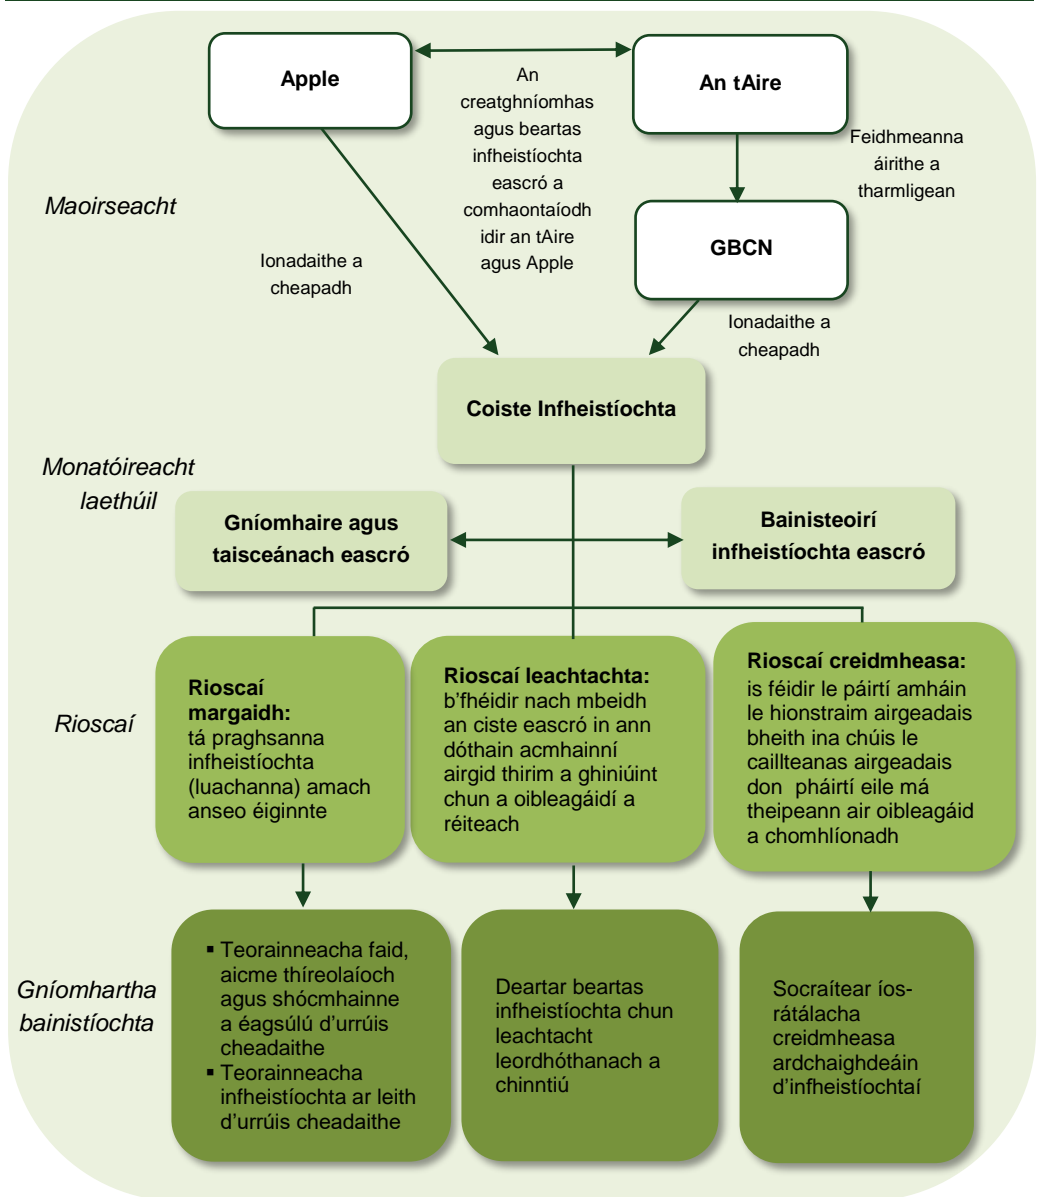 Apple
An
creatghníomhas
agus beartas
infheistíochta
eascró a
comhaontaíodh
idir an tAire
agus Apple
An tAire
Feidhmeanna
áirithe a
tharmligean
Maoirseacht
GBCN
Ionadaithe a
cheapadh
Ionadaithe a
cheapadh
Coiste Infheistíochta
Monatóireacht
laethúil
Gníomhaire agus
taisceánach eascró
Bainisteoirí
infheistíochta eascró
Rioscaí
Rioscaí
margaidh:
tá praghsanna
infheistíochta
(luachanna) amach
anseo éiginnte
Rioscaí leachtachta:
b'fhéidir nach mbeidh
an ciste eascró in ann
dóthain acmhainní
airgid thirim a ghiniúint
chun a oibleagáidí a
réiteach
Rioscaí creidmheasa:
is féidir le páirtí amháin
le hionstraim airgeadais
bheith ina chúis le
caillteanas airgeadais
don pháirtí eile má
theipeann air oibleagáid
a chomhlíonadh
Gníomhartha
bainistíochta
▪ Teorainneacha faid,
aicme thíreolaíoch
agus shócmhainne
a éagsúlú d'urrúis
cheadaithe
▪ Teorainneacha
infheistíochta ar leith
d'urrúis cheadaithe
Deartar beartas
infheistíochta chun
leachtacht
leordhóthanach a
chinntiú
Socraítear íos-
rátálacha
creidmheasa
ardchaighdeáin
d'infheistíochtaí